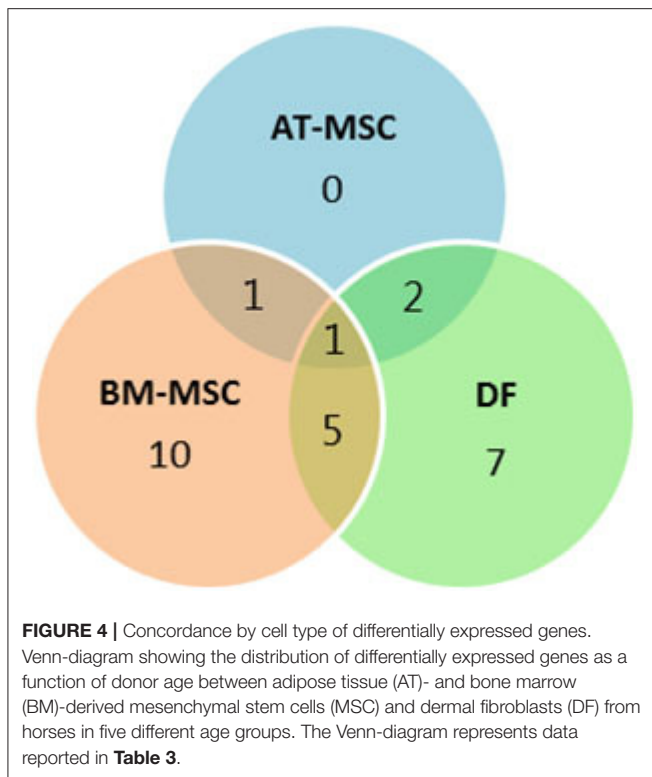 AT-MSC
0
1
2
1
BM-MSC
DF
5
10
7
FIGURE 4 | Concordance by cell type of differentially expressed genes.
Venn-diagram showing the distribution of differentially expressed genes as a
function of donor age between adipose tissue (AT)- and bone marrow
(BM)-derived mesenchymal stem cells (MSC) and dermal fibroblasts (DF) from
horses in five different age groups. The Venn-diagram represents data
reported in Table 3.